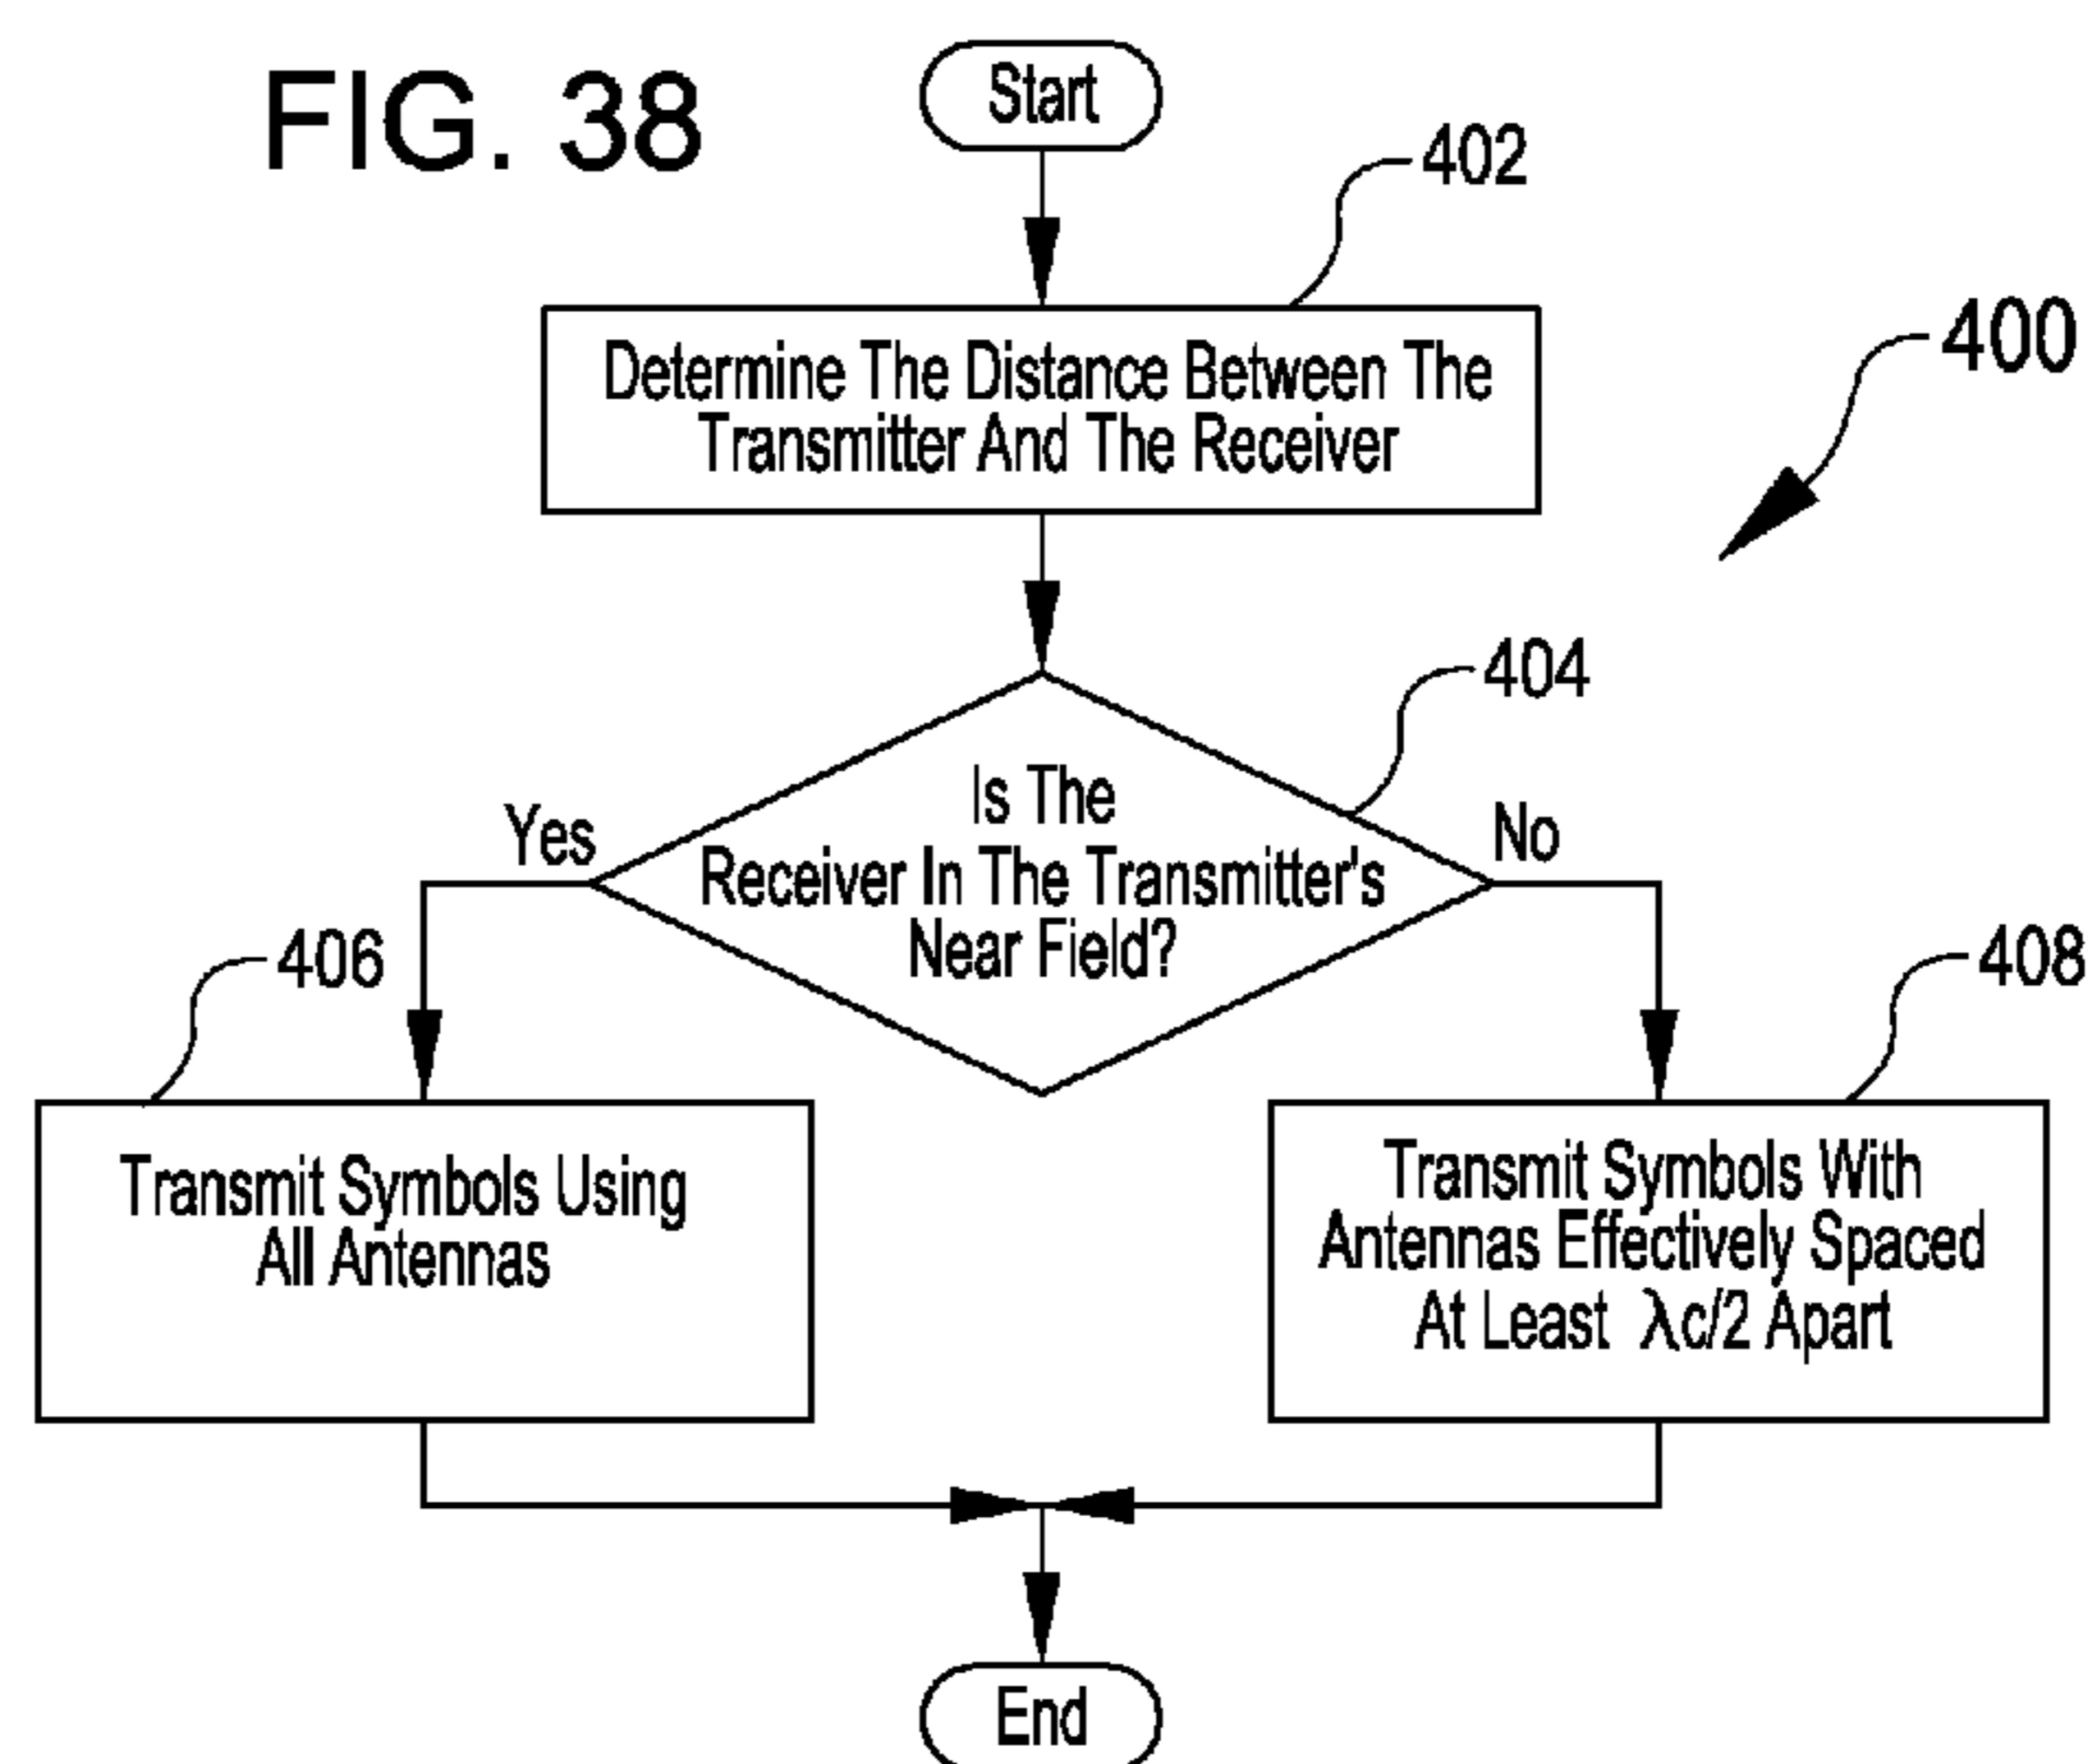 FIG. 38
Start
402
400
Determine The Distance Between The
Transmitter And The Receiver
404
Is The
Receiver In The Transmitter's
Near Field?
Yes
No
406
408
Transmit Symbols Using
All Antennas
Transmit Symbols With
Antennas Effectively Spaced
At Least λc/2 Apart
End